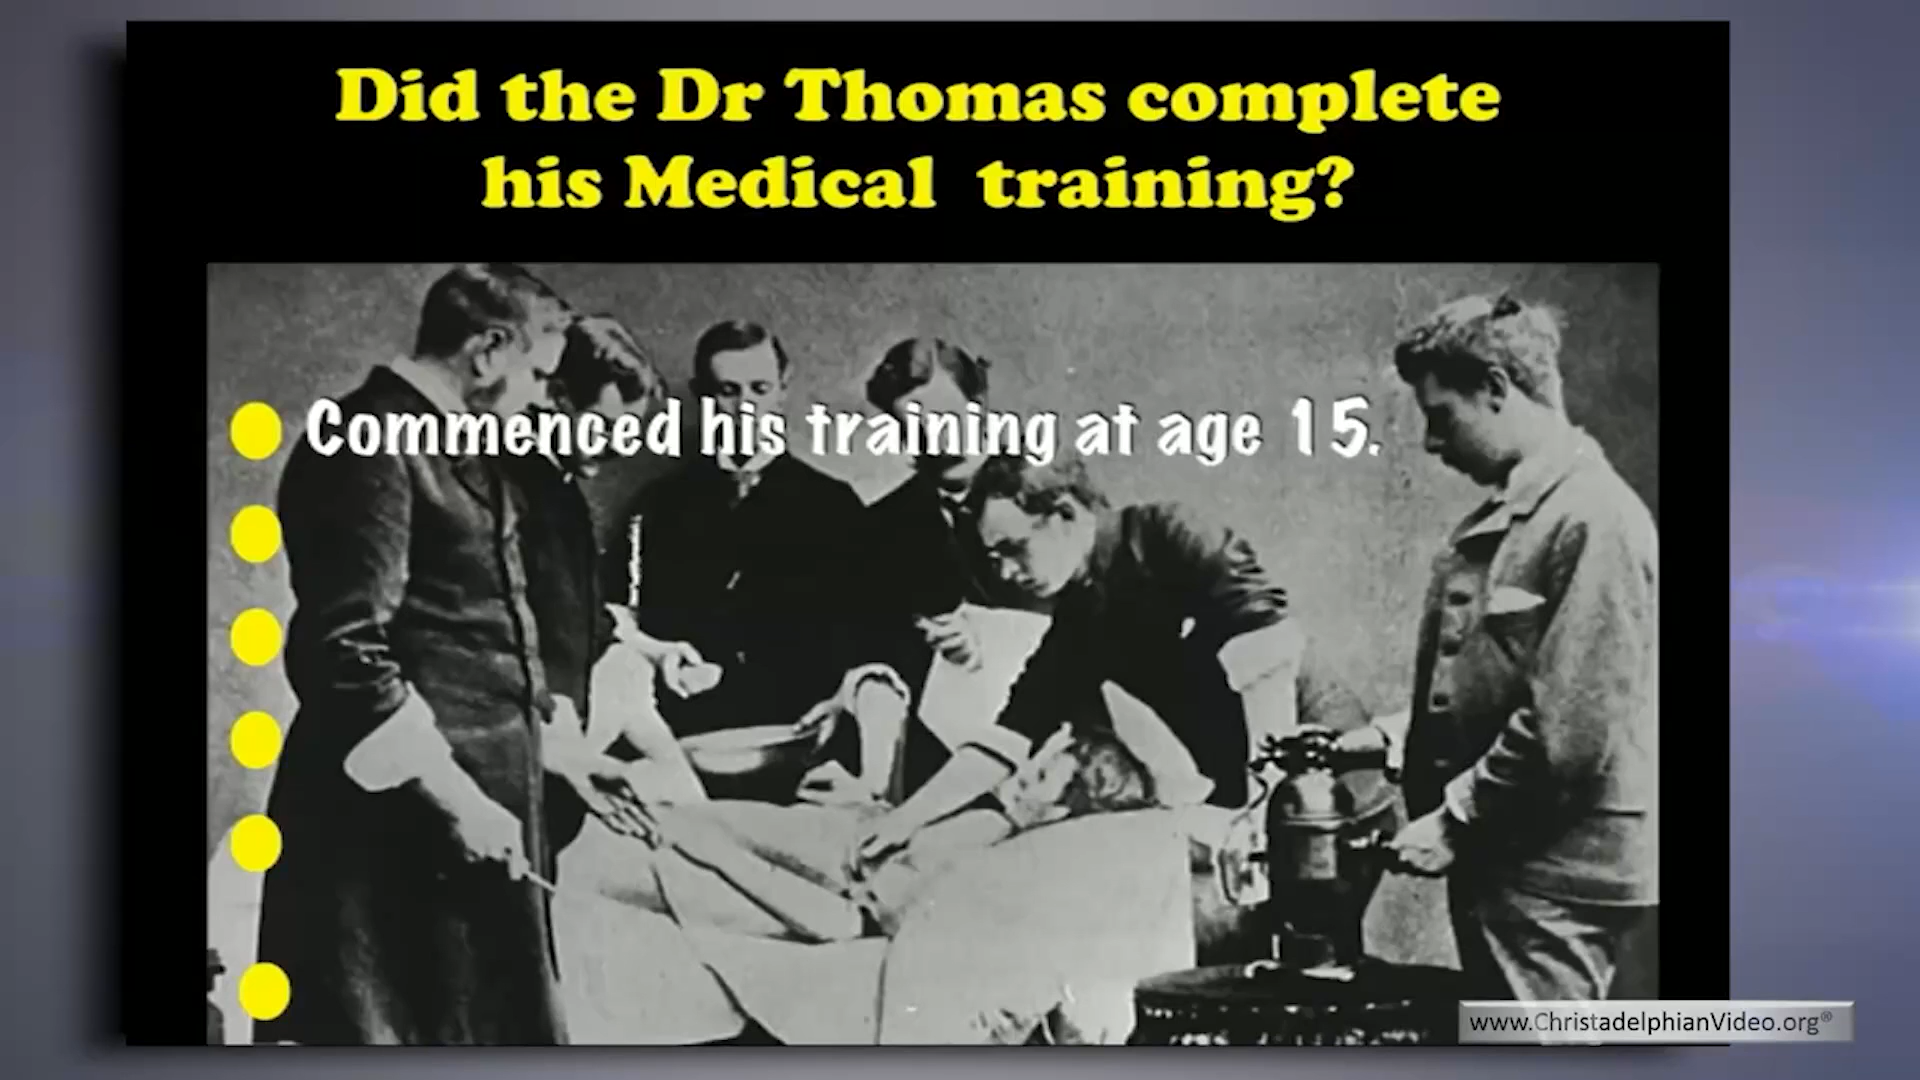 Did the Dr Thomas complete
his Medical training?
Commenced his training at age 15.
www.ChristadelphianVideo.org®